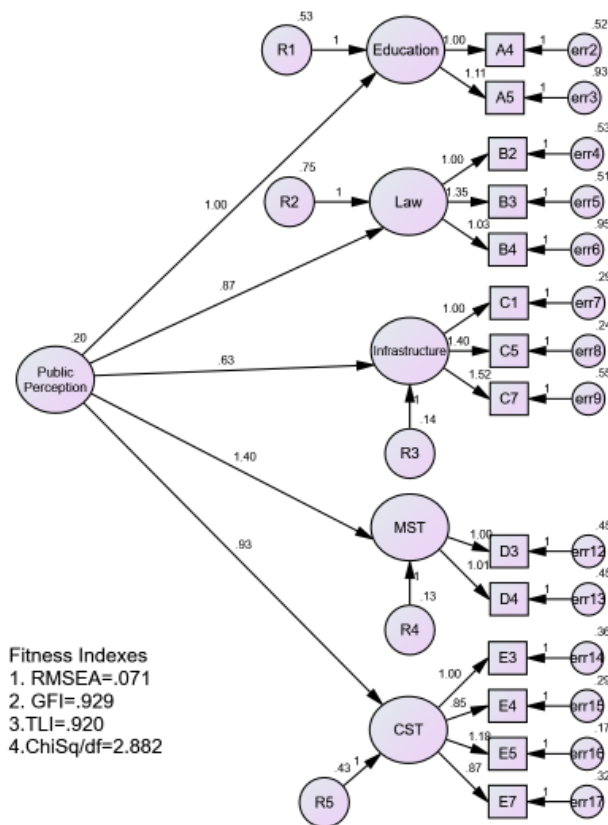 .53
R1
1
Education
1.00
A4
1
.52
err2
1.11
A5
1
.93
err3
.75
R2
1
Law
1.00
B2
1
.53
err4
1.35
B3
1
.51
err5
1.03
B4
1
.95
err6
1.00
.87
.20
Public
Perception
.63
Infrastructure
1.00
C1
1
.29
err7
1.40
C5
1
.24
err8
1.52
C7
1
.55
err9
1
.14
R3
1.40
MST
1.00
D3
1
.45
err12
1.01
D4
1
.45
err13
1
.13
R4
.93
CST
1.00
E3
1
.36
err14
.85
E4
1
.29
err15
1.18
E5
1
.17
err16
.87
E7
1
.32
err17
.43
1
R5
Fitness Indexes
1. RMSEA=.071
2. GFI=.929
3.TLI=.920
4.ChiSq/df=2.882